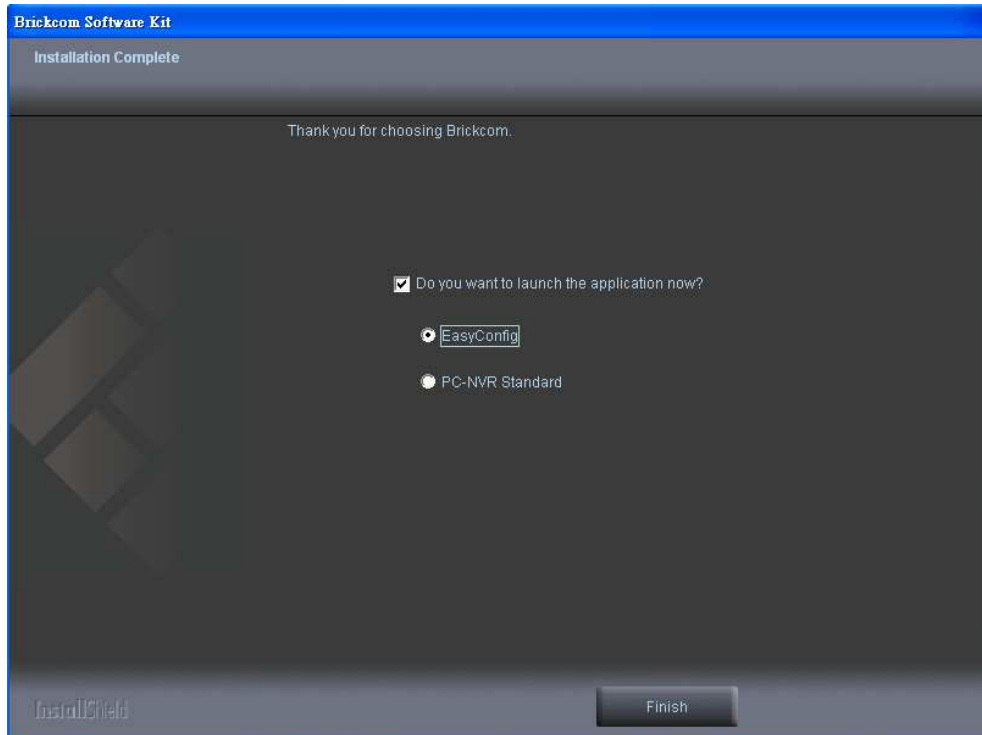 Brickcom Software Kit
Installation Complete
Thank you for choosing Brickcom.
Do you want to launch the application now?
EasyConfig
PC-NVR Standard
InstallShield
Finish